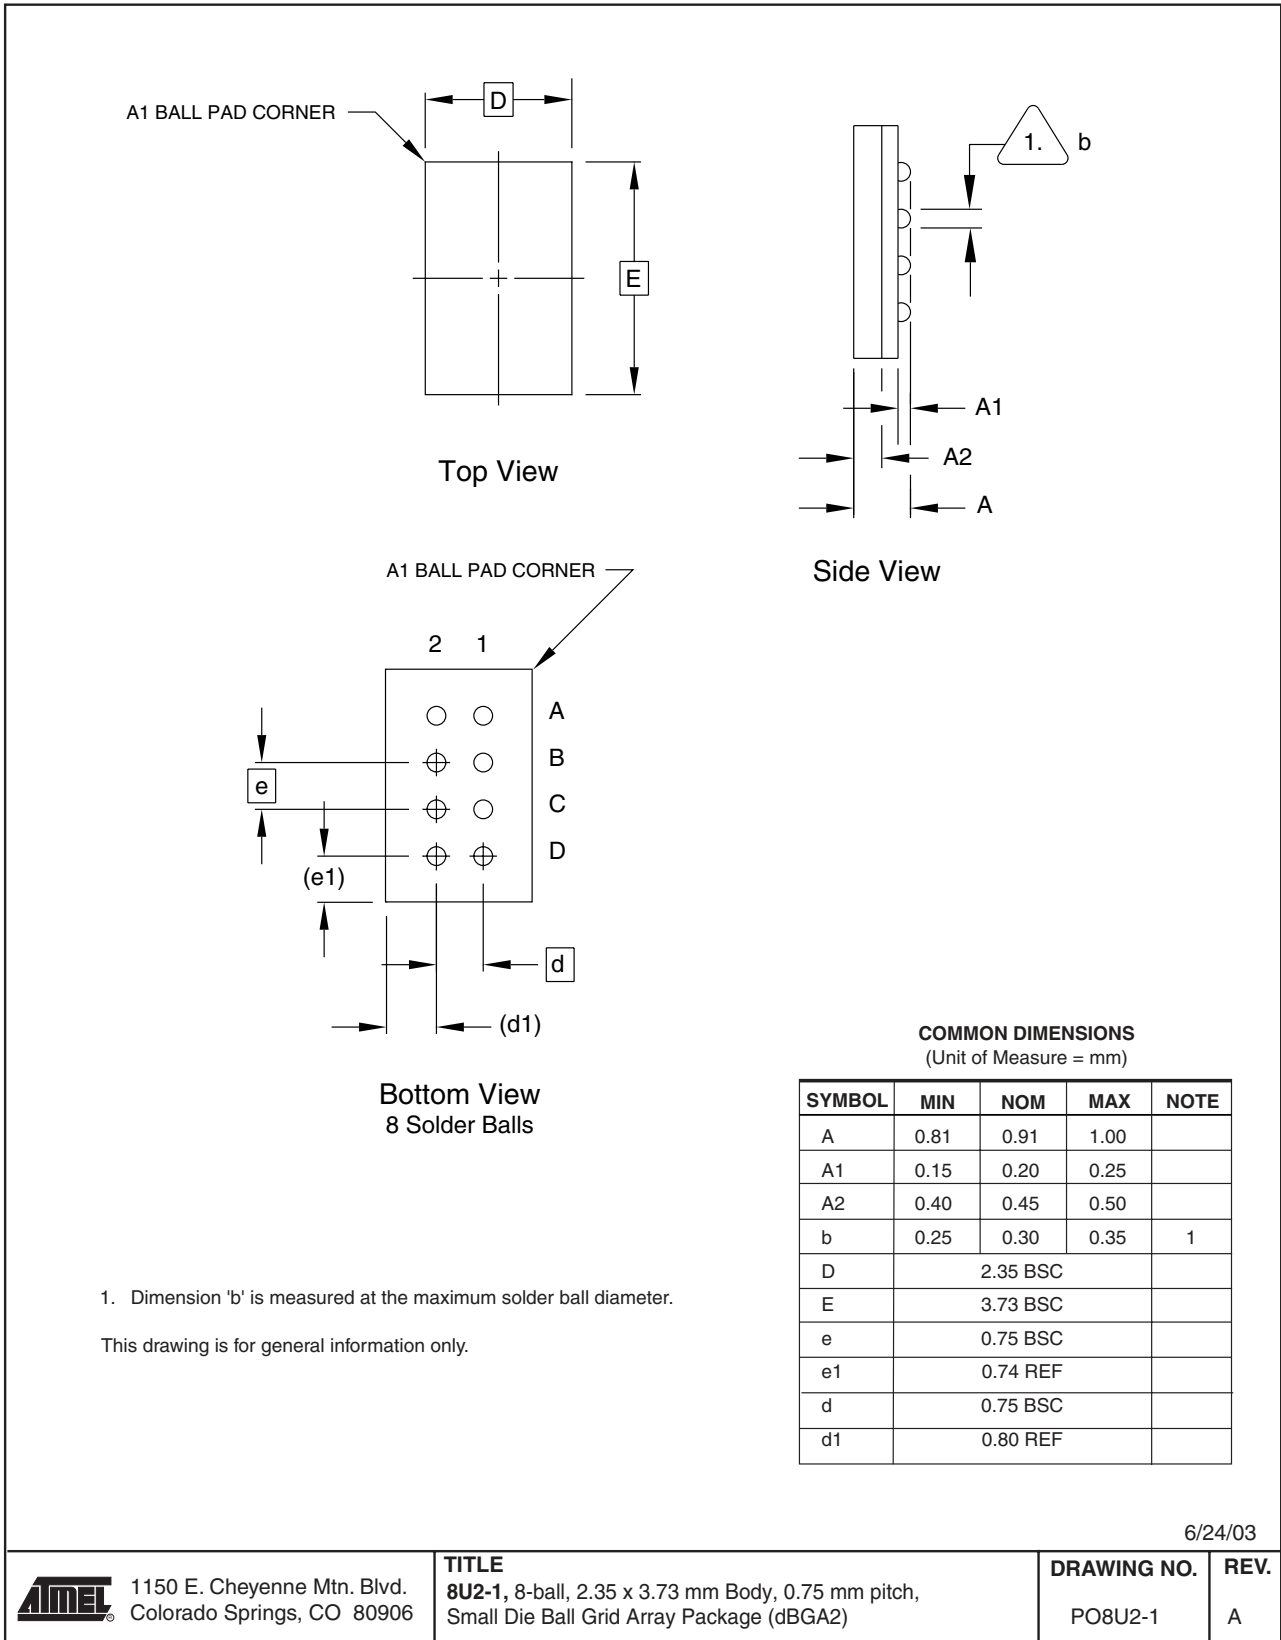 A1 BALL PAD CORNER
D
E
Top View
1. b
A1
A2
A
Side View
A1 BALL PAD CORNER
2 1
A
B
C
D
e
(e1)
d
(d1)
Bottom View
8 Solder Balls
COMMON DIMENSIONS
(Unit of Measure = mm)
SYMBOL MIN NOM MAX NOTE
A 0.81 0.91 1.00
A1 0.15 0.20 0.25
A2 0.40 0.45 0.50
b 0.25 0.30 0.35 1
D 2.35 BSC
E 3.73 BSC
e 0.75 BSC
e1 0.74 REF
d 0.75 BSC
d1 0.80 REF
1. Dimension 'b' is measured at the maximum solder ball diameter.
This drawing is for general information only.
6/24/03
ATMEL ®
1150 E. Cheyenne Mtn. Blvd.
Colorado Springs, CO 80906
TITLE
8U2-1, 8-ball, 2.35 x 3.73 mm Body, 0.75 mm pitch,
Small Die Ball Grid Array Package (dBGA2)
DRAWING NO.
PO8U2-1
REV.
A